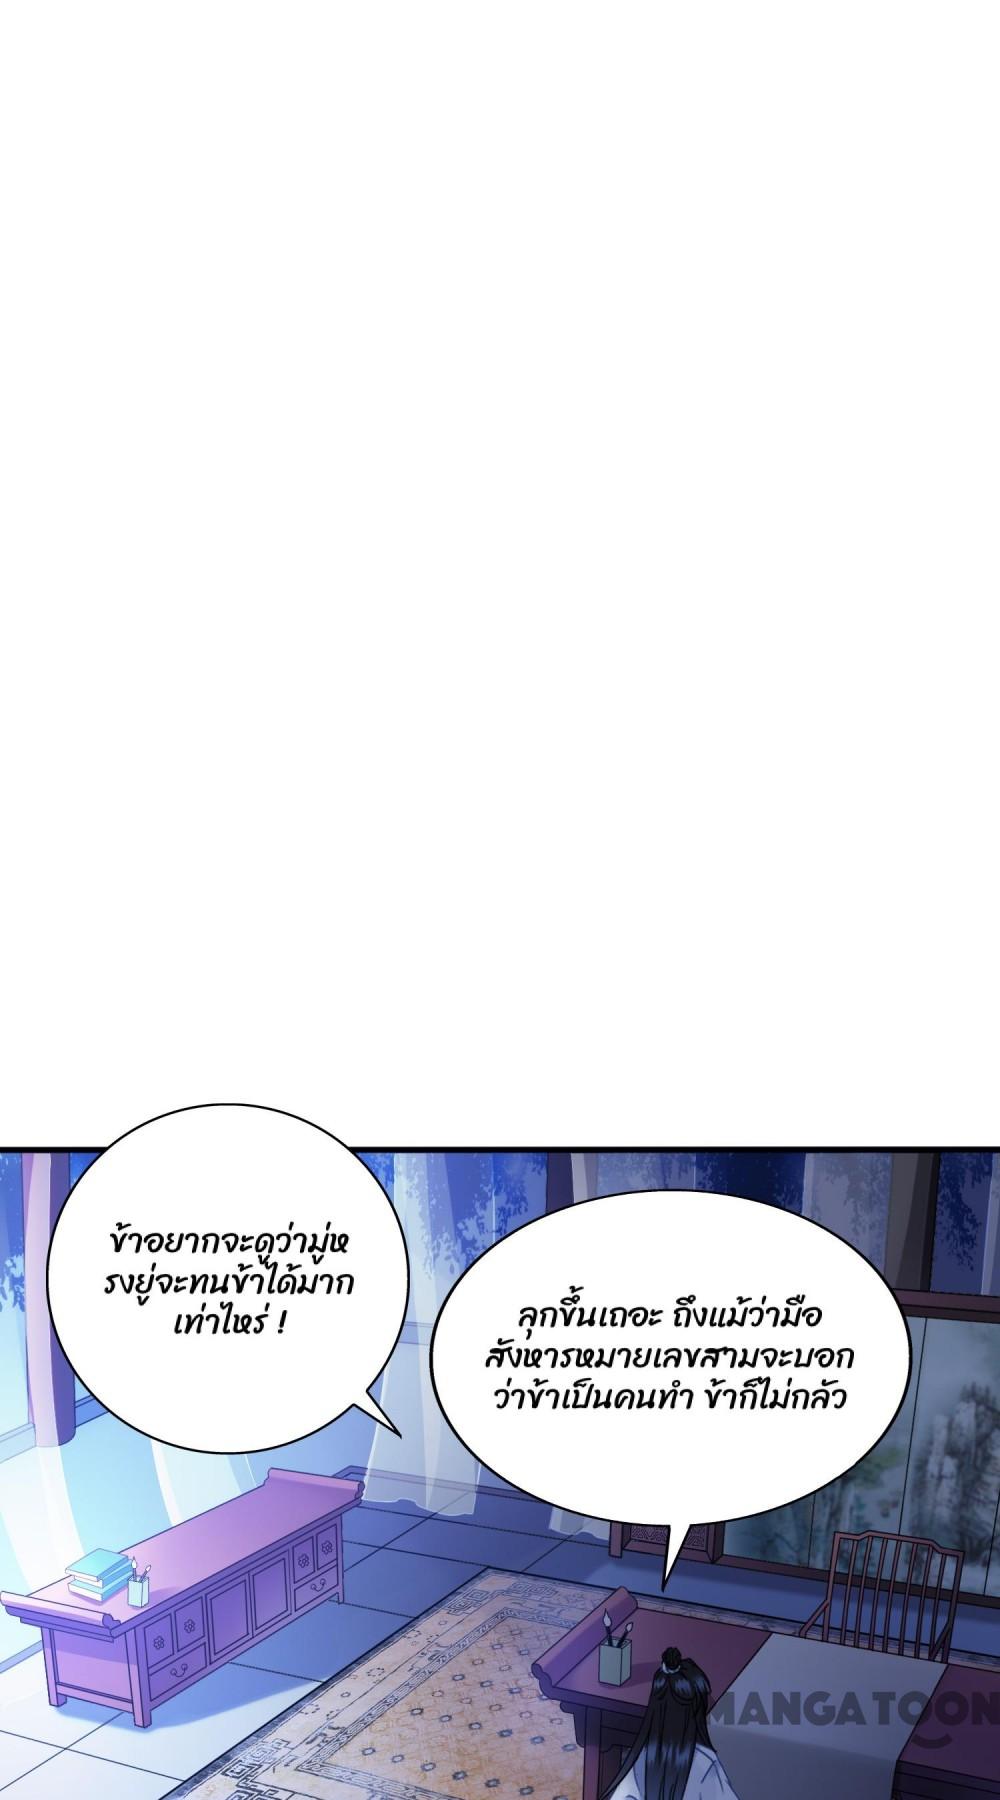 ข้าอยากจะดูว่ามู่ห
รงยู่จะทนข้าได้มาก
เท่าไหร่ !
ลุกขึ้นเถอะ ถึงแม้ว่ามือ
สังหารหมายเลขสามจะบอก
ว่าข้าเป็นคนทำ ข้าก็ไม่กลัว
MANGA TOON